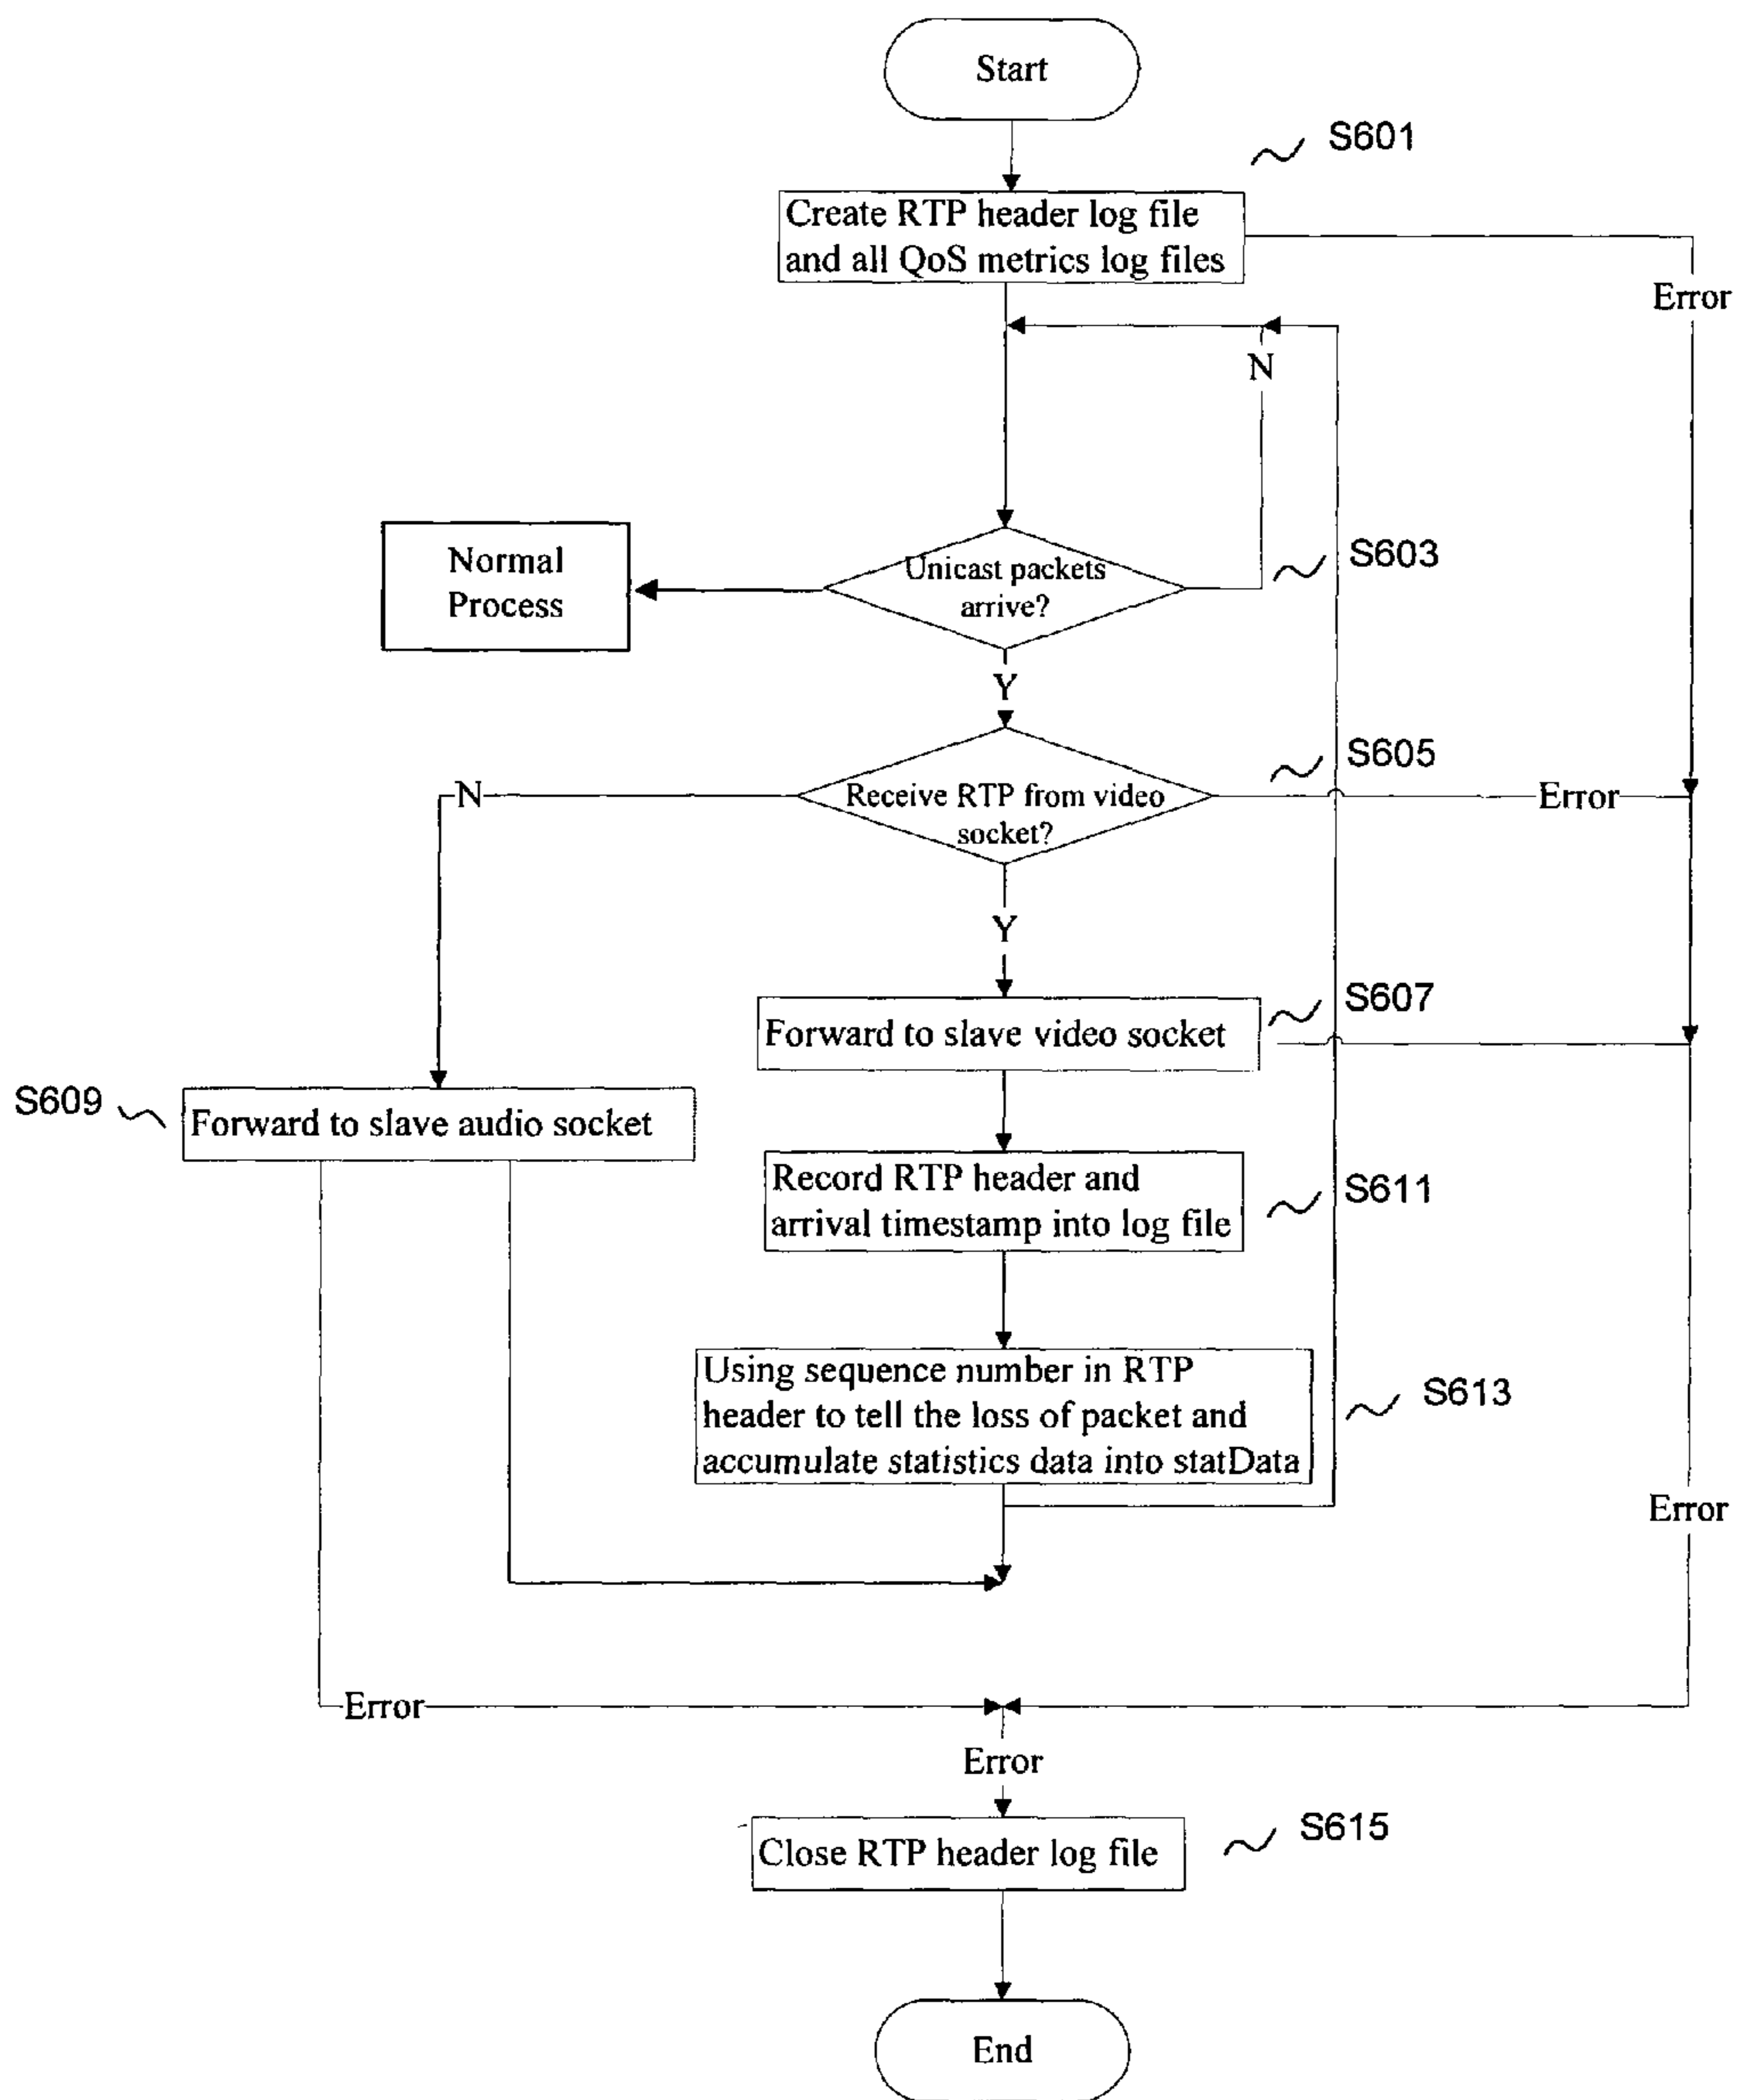 Start
S601
Create RTP header log file
and all QoS metrics log files
Error
N
Normal
Process
Unicast packets
arrive?
S603
Y
S605
N
Receive RTP from video
socket?
Error
Y
S607
Forward to slave video socket
S609
Forward to slave audio socket
Record RTP header and
arrival timestamp into log file
S611
Using sequence number in RTP
header to tell the loss of packet and
accumulate statistics data into statData
S613
Error
Error
Error
Close RTP header log file
S615
End